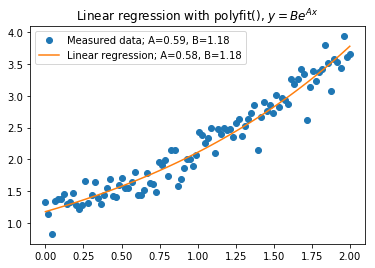 Linear regression with polyfit(), $y = Be^{Ax}$
Measured data; A=0.59, B=1.18
Linear regression; A=0.58, B=1.18
4.0
3.5
3.0
2.5
2.0
1.5
1.0
0.00 0.25 0.50 0.75 1.00 1.25 1.50 1.75 2.00